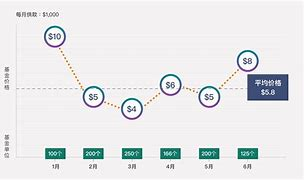 每月供款：$1,000
$10
$5
$4
$6
$5
$8
平均价格
$5.8
基金价格
基金单位
100个 200个 250个 166个 200个 125个
1月 2月 3月 4月 5月 6月